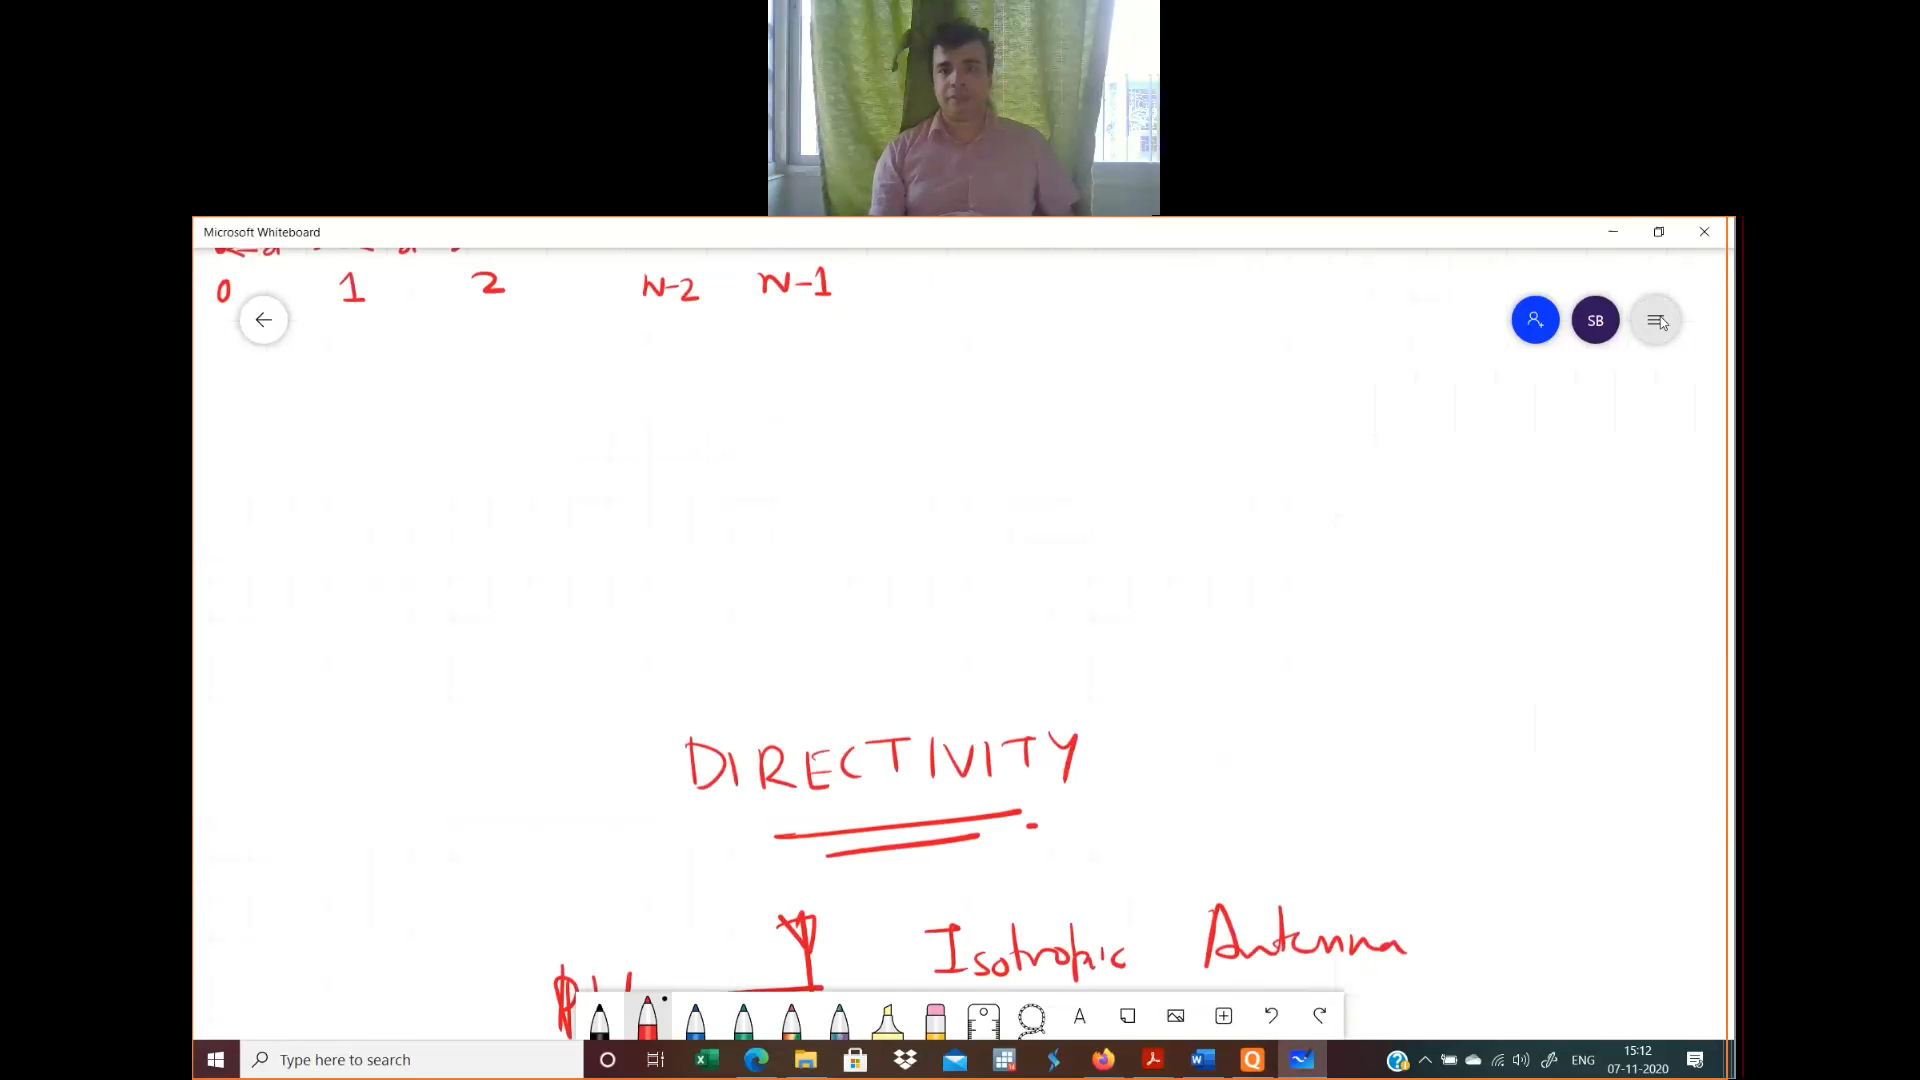 Microsoft Whiteboard
0 1 2 N-2 N-1
SB
DIRECTIVITY
Isotropic Antenna
A
Type here to search
ENG
15:12
07-11-2020